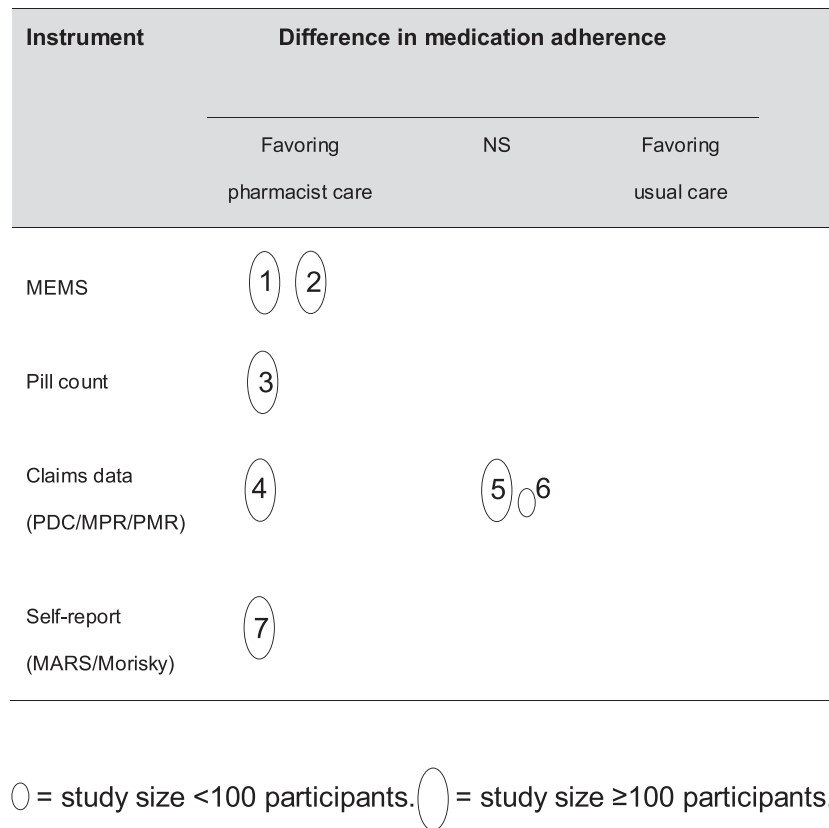 Instrument Difference in medication adherence
Favoring NS Favoring
pharmacist care usual care
MEMS 1 2
Pill count 3
Claims data
4 5 6
(PDC/MPR/PMR)
Self-report
7
(MARS/Morisky)
= study size <100 participants. = study size ≥100 participants.